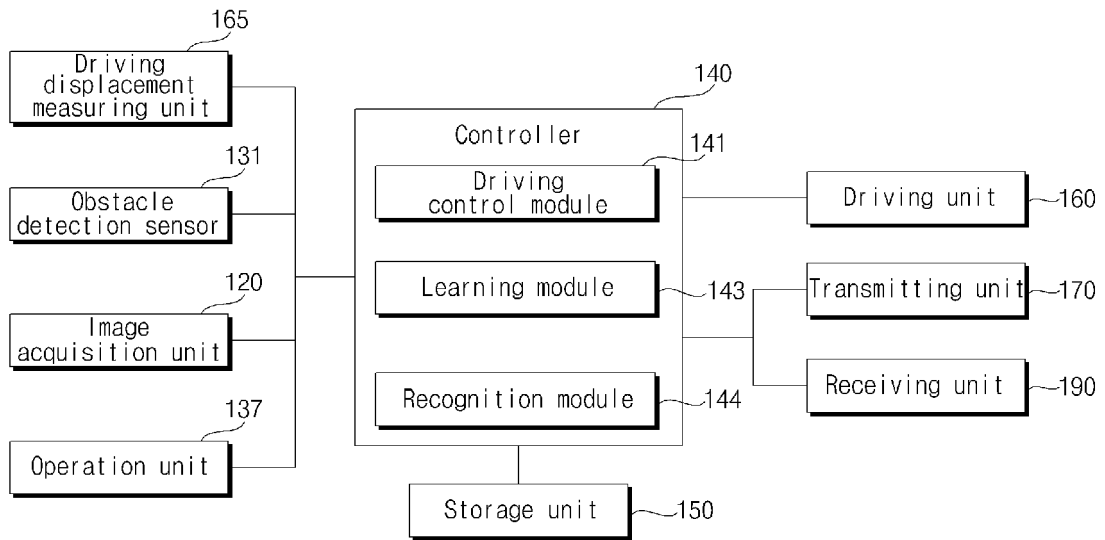 165
Driving
displacement
measuring unit
131
Obstacle
detection sensor
120
Image
acquisition unit
137
Operation unit
140
Controller
141
Driving
control module
Learning module
143
Recognition module
144
Storage unit
150
Driving unit
160
Transmitting unit
170
Receiving unit
190